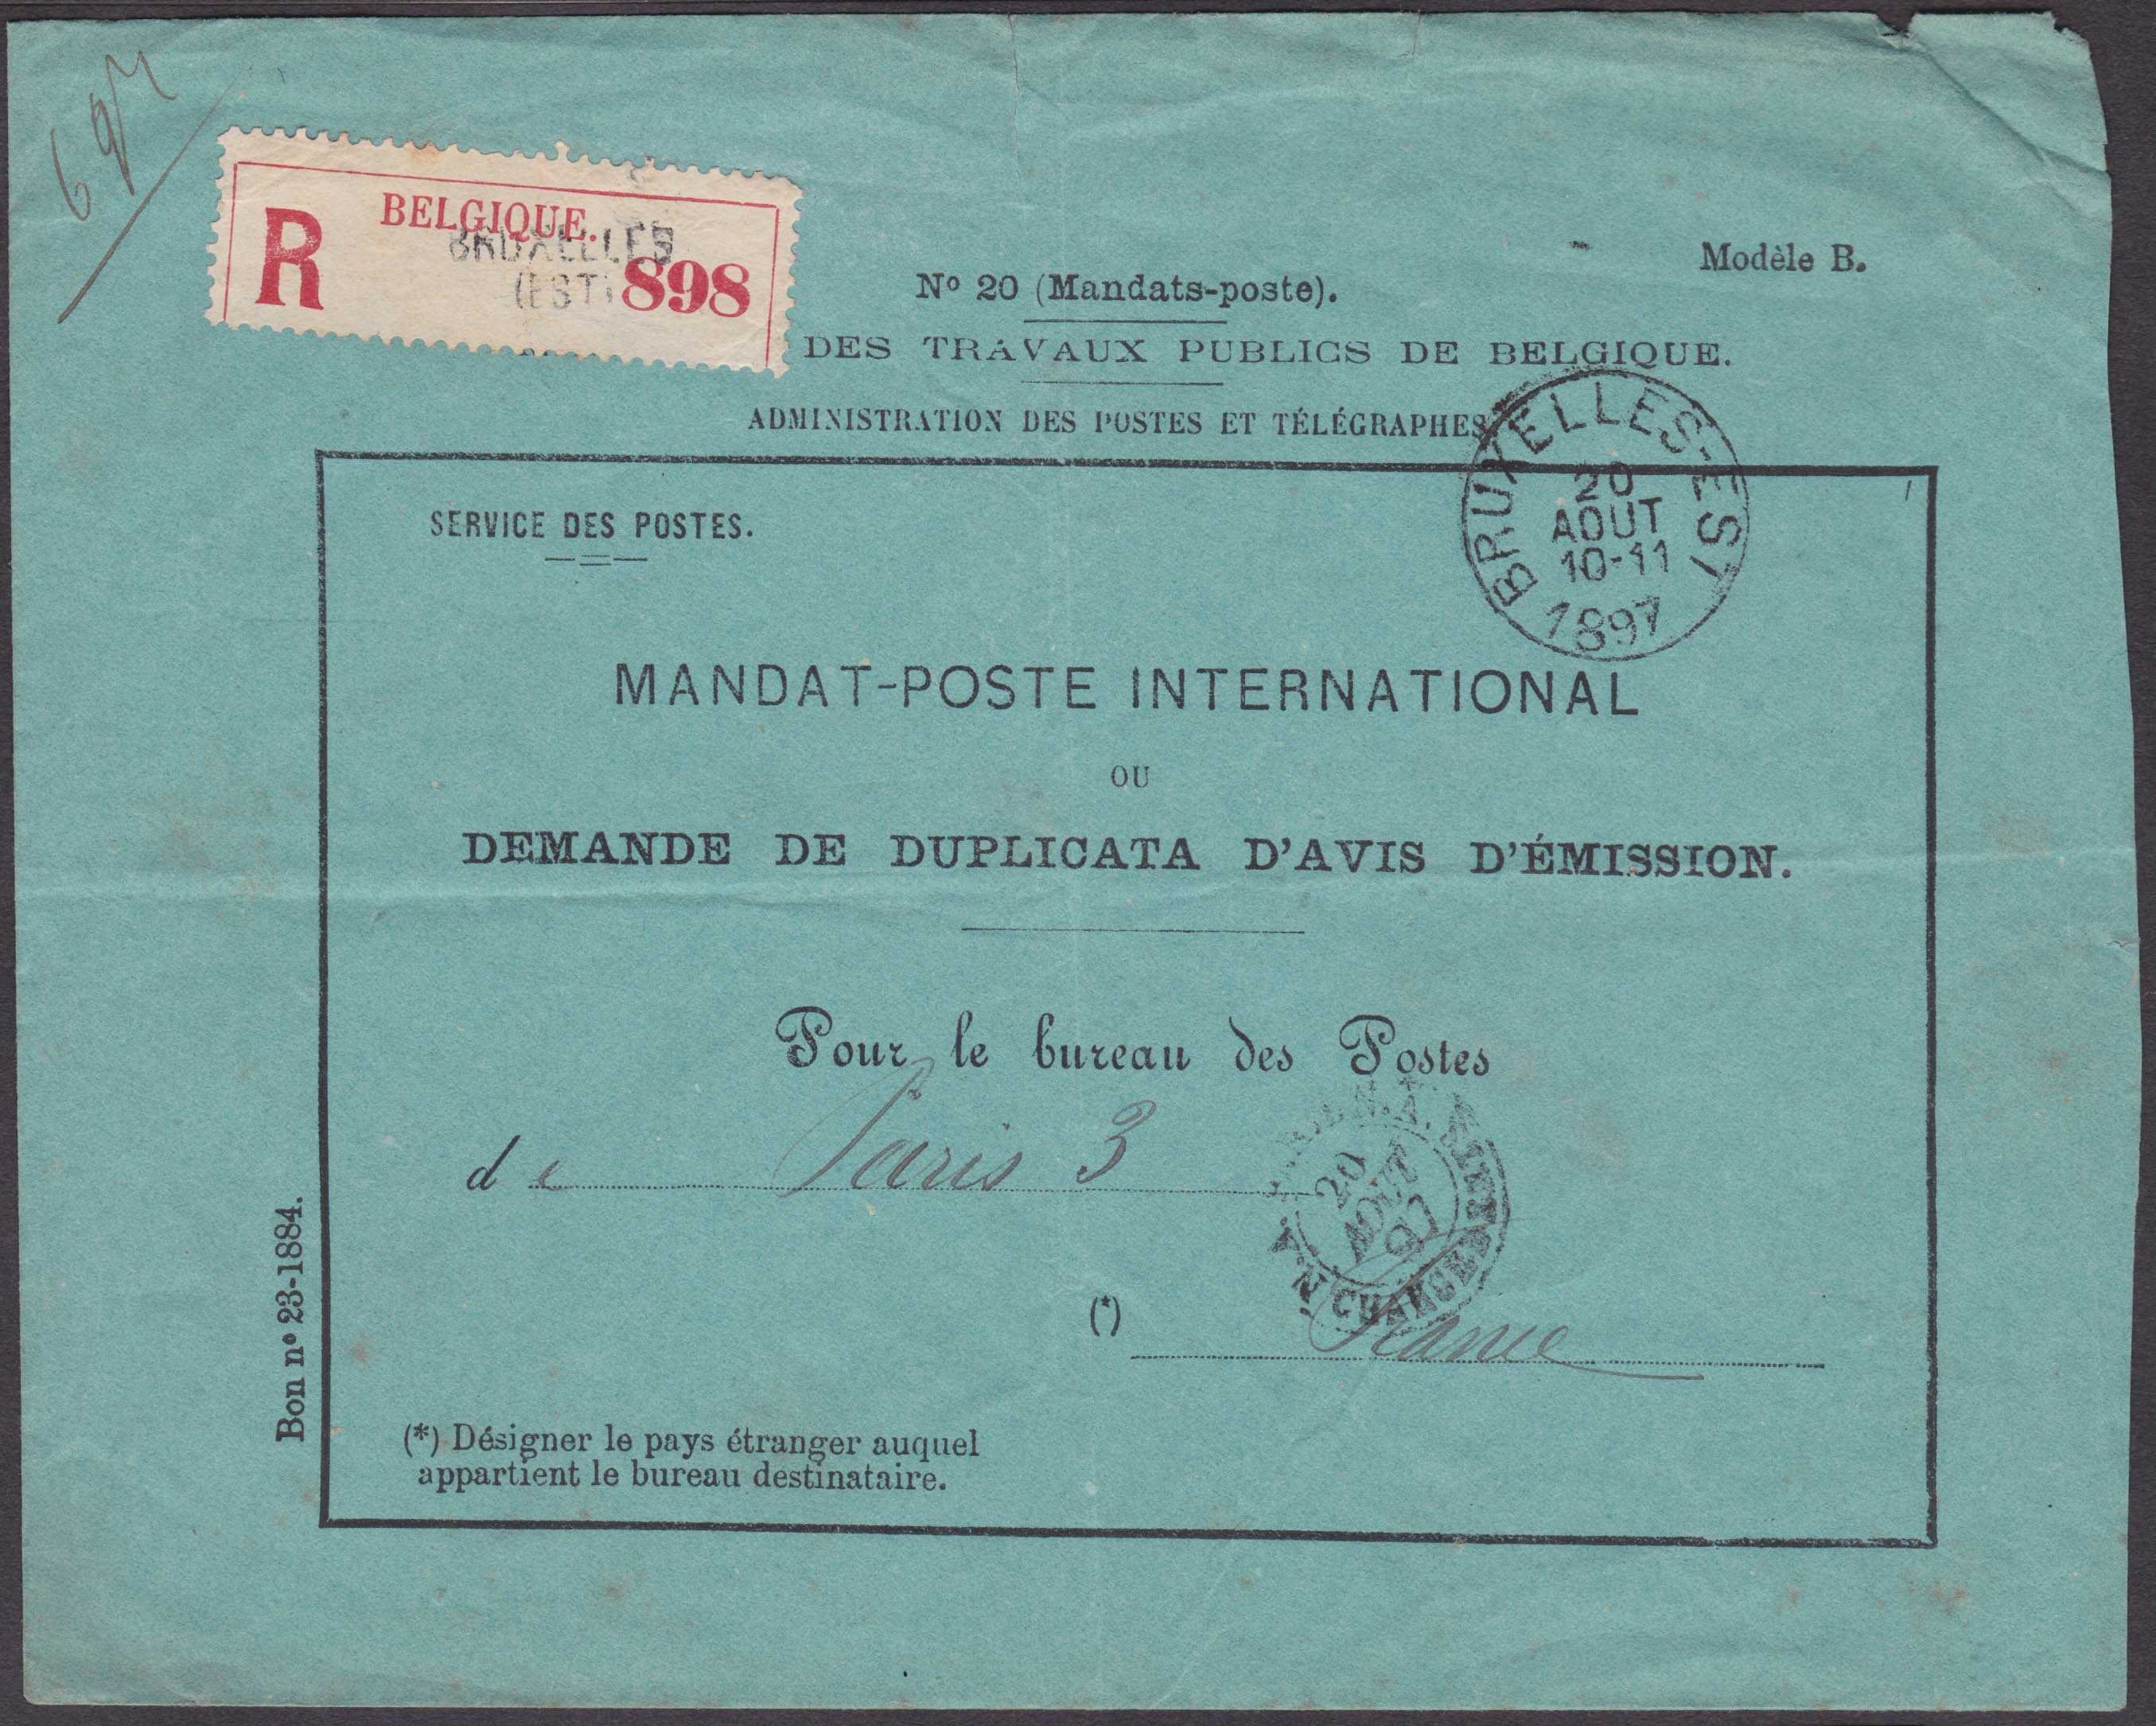 BELGIQUE.
BRUXELLES
(EST)
R
898
Modèle B.
Nº 20 (Mandats-poste).
DES TRAVAUX PUBLICS DE BELGIQUE.
ADMINISTRATION DES POSTES ET TÉLÉGRAPHES
BRUXELLES-EST
20
AOUT
10-11
1897
SERVICE DES POSTES.
MANDAT-POSTE INTERNATIONAL
OU
DEMANDE DE DUPLICATA D'AVIS D'ÉMISSION.
Pour le bureau des Postes
de Paris 3
20
AOUT
97
(*) France
(*) Désigner le pays étranger auquel
appartient le bureau destinataire.
Bon nº 23-1884.